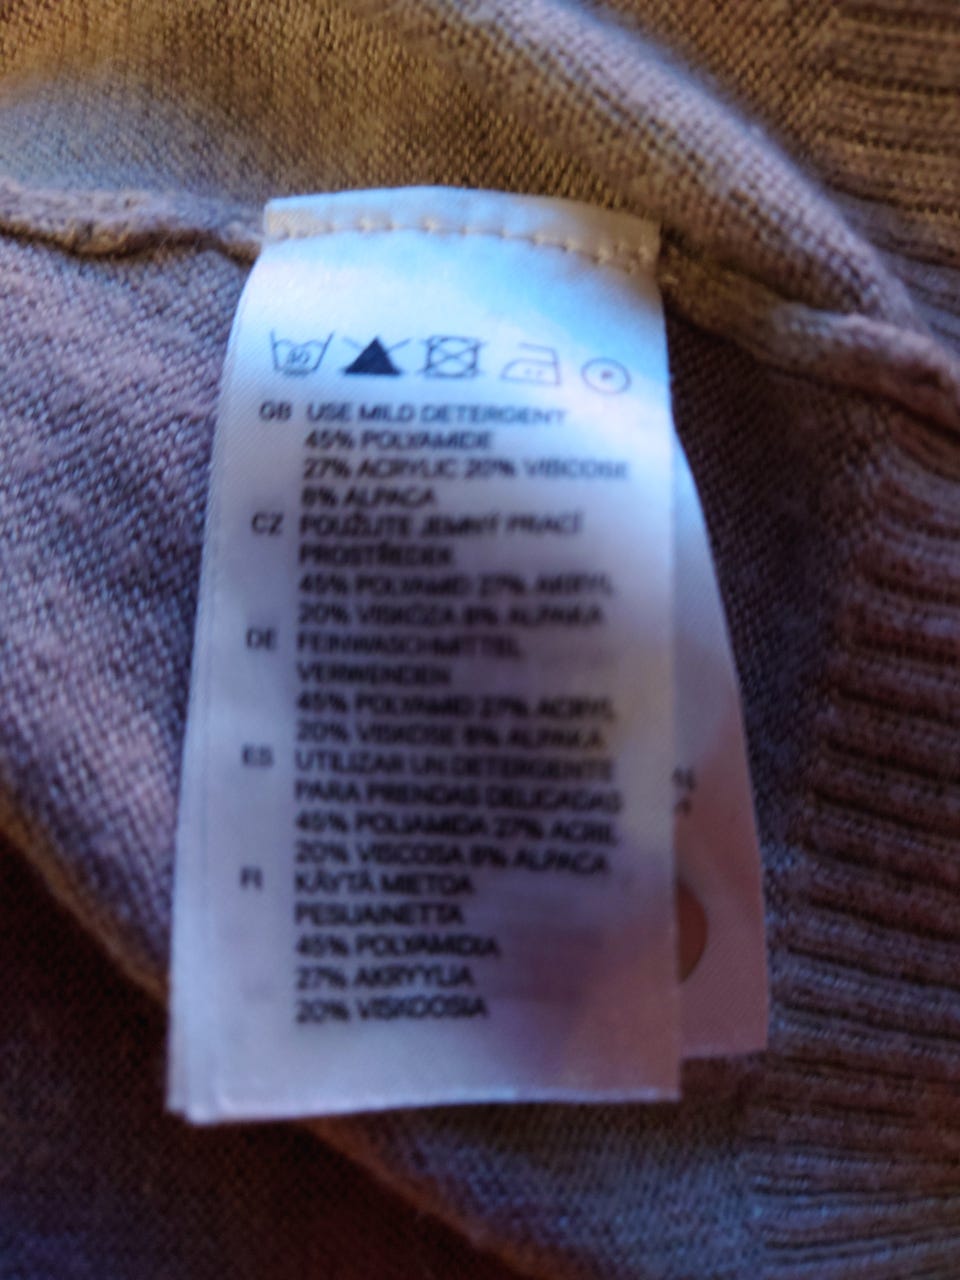 GB USE MILD DETERGENT
45% POLYAMIDE
27% ACRYLIC 20% VISCOSE
8% ALPACA
CZ POUŽIJTE JEMNÝ PRACÍ
PROSTŘEDEK
45% POLYAMID 27% AKRYL
20% VISKÓZA 8% ALPAKA
DE FEINWASCHMITTEL
VERWENDEN
45% POLYAMID 27% ACRYL
20% VISKOSE 8% ALPAKA
ES UTILIZAR UN DETERGENTE
PARA PRENDAS DELICADAS
45% POLIAMIDA 27% ACRIL
20% VISCOSA 8% ALPACA
FI KÄYTÄ MIETOA
PESUAINETTA
45% POLYAMIDIA
27% AKRYYLIA
20% VISKOOSIA